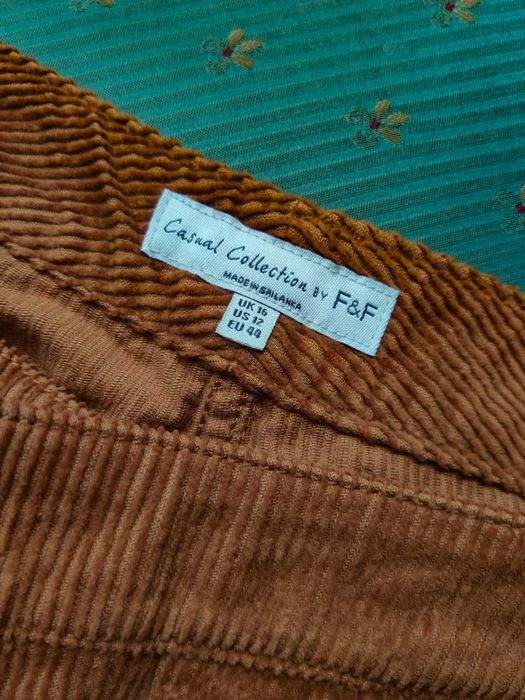 Casual Collection BY F&F
MADE IN SRI LANKA
UK 16
US 12
EU 44